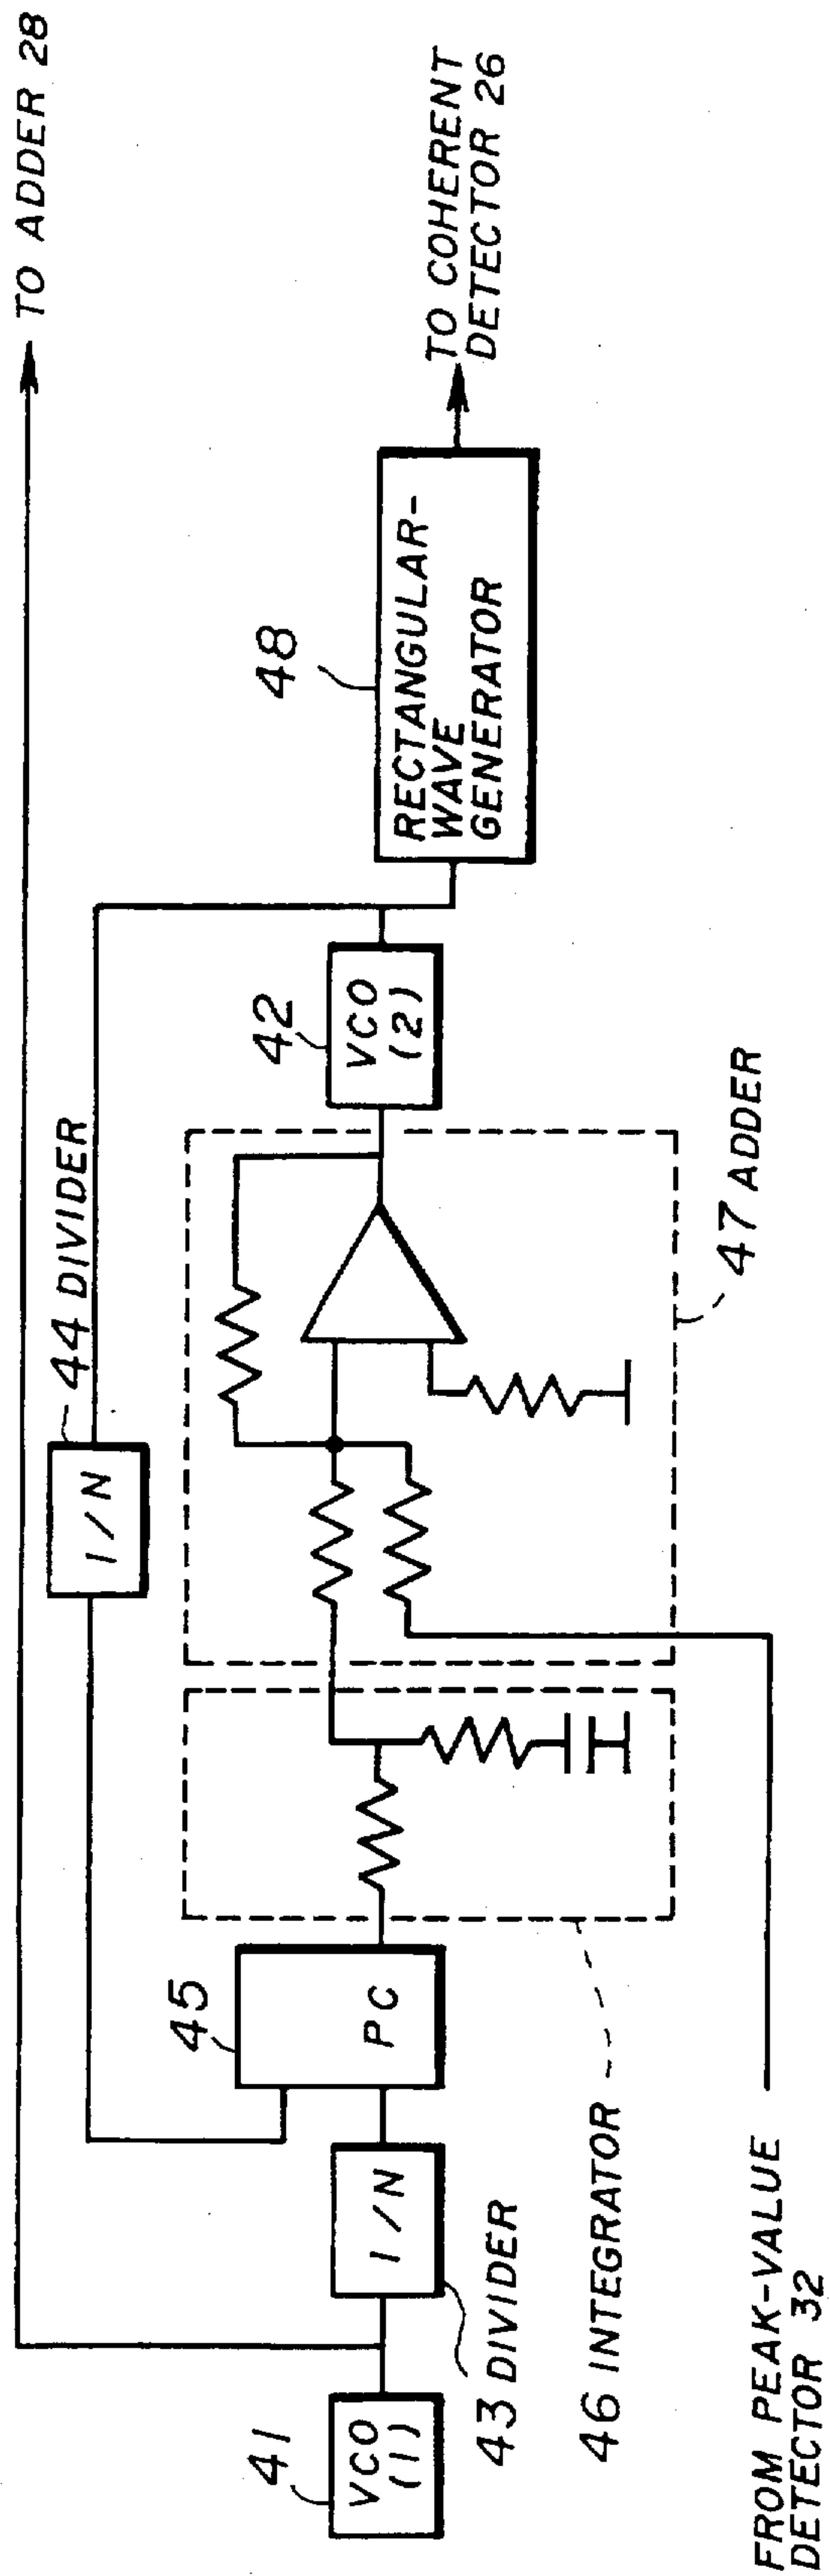 TO ADDER 28
44 DIVIDER
1/N
TO COHERENT
DETECTOR 26
48
RECTANGULAR-
WAVE
GENERATOR
42
VCO
(2)
47 ADDER
45
PC
46 INTEGRATOR
1/N
43 DIVIDER
41
VCO
(1)
FROM PEAK-VALUE
DETECTOR 32